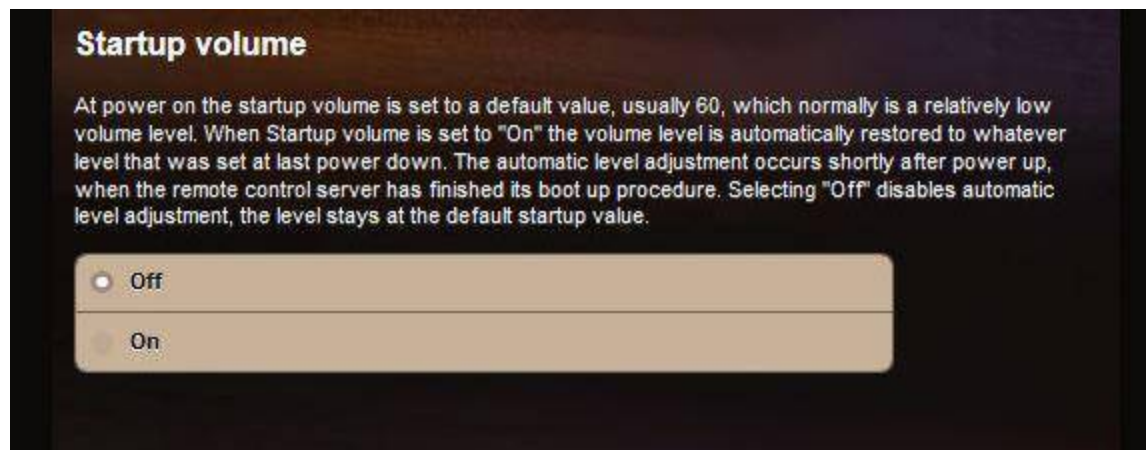 Startup volume
At power on the startup volume is set to a default value, usually 60, which normally is a relatively low
volume level. When Startup volume is set to "On" the volume level is automatically restored to whatever
level that was set at last power down. The automatic level adjustment occurs shortly after power up,
when the remote control server has finished its boot up procedure. Selecting "Off" disables automatic
level adjustment, the level stays at the default startup value.
Off
On